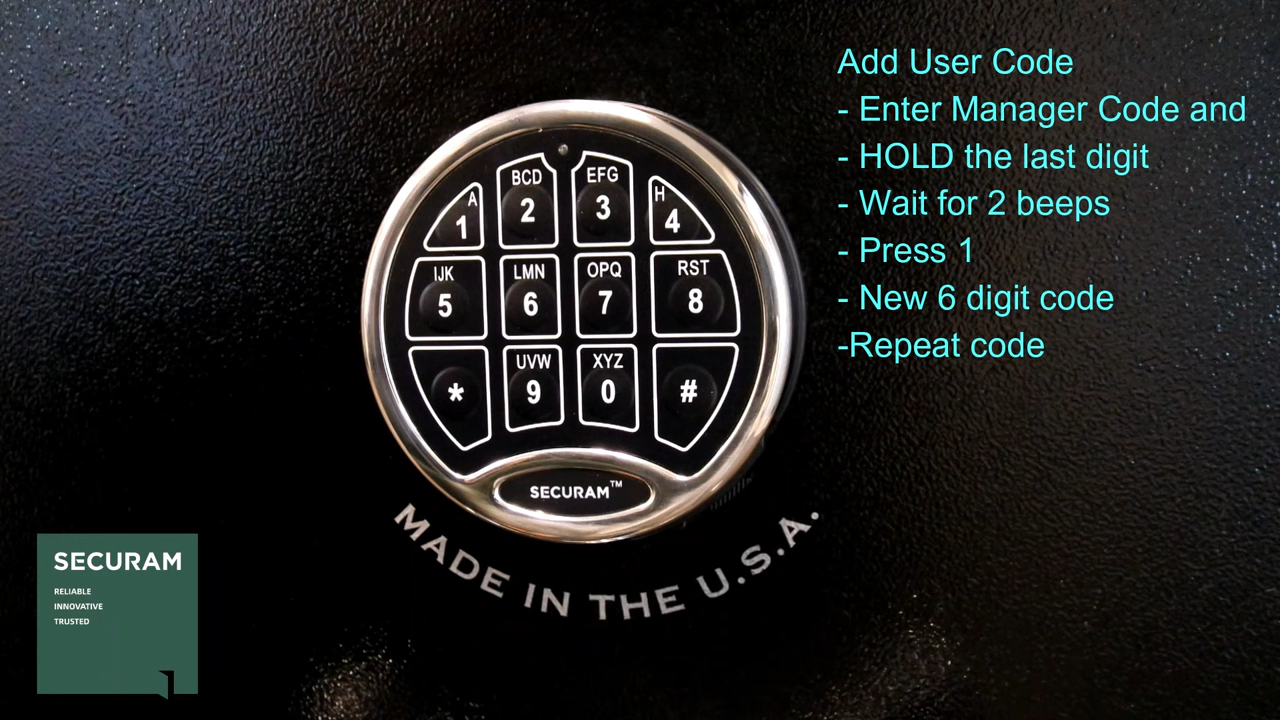 Add User Code
- Enter Manager Code and
- HOLD the last digit
- Wait for 2 beeps
- Press 1
- New 6 digit code
-Repeat code
A
1
BCD
2
EFG
3
H
4
IJK
5
LMN
6
OPQ
7
RST
8
*
UVW
9
XYZ
0
#
SECURAM™
MADE IN THE U.S.A.
SECURAM
RELIABLE
INNOVATIVE
TRUSTED